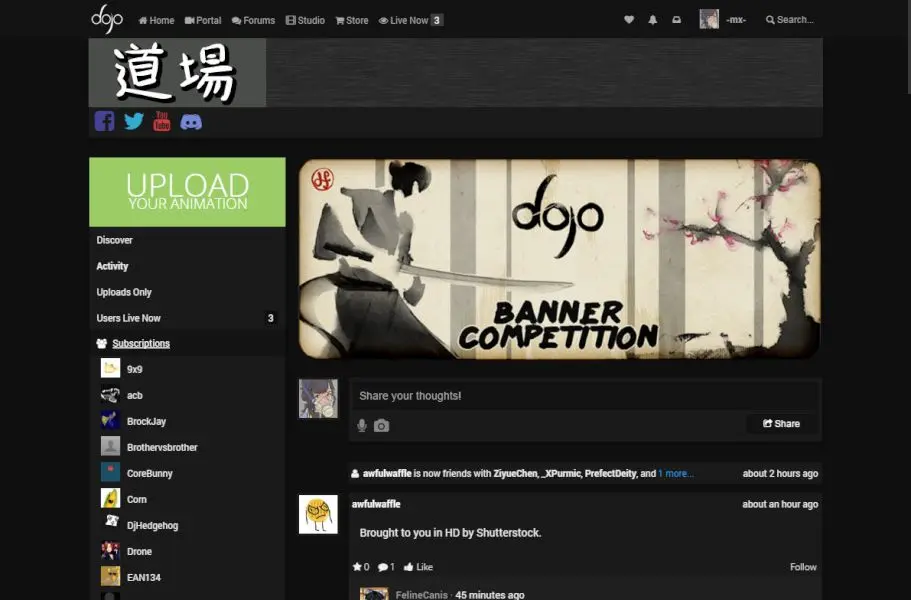 dojo
Home
Portal
Forums
Studio
Store
Live Now 3
-mx-
Search...
道場
You
Tube
UPLOAD
YOUR ANIMATION
Discover
Activity
Uploads Only
Users Live Now 3
Subscriptions
9x9
acb
BrockJay
Brothervsbrother
CoreBunny
Corn
DjHedgehog
Drone
EAN134
dojo
BANNER
COMPETITION
Share your thoughts!
Share
awfulwaffle is now friends with ZiyueChen, _XPurmic, PrefectDeity, and 1 more...
about 2 hours ago
awfulwaffle
about an hour ago
Brought to you in HD by Shutterstock.
0
1
Like
Follow
FelineCanis · 45 minutes ago